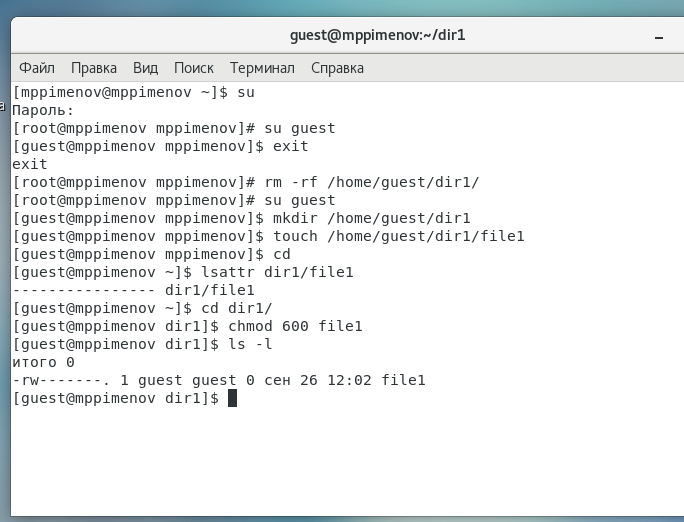 guest@mppimenov:~/dir1
Файл Правка Вид Поиск Терминал Справка
[mppimenov@mppimenov ~]$ su
Пароль:
[root@mppimenov mppimenov]# su guest
[guest@mppimenov mppimenov]$ exit
exit
[root@mppimenov mppimenov]# rm -rf /home/guest/dir1/
[root@mppimenov mppimenov]# su guest
[guest@mppimenov mppimenov]$ mkdir /home/guest/dir1
[guest@mppimenov mppimenov]$ touch /home/guest/dir1/file1
[guest@mppimenov mppimenov]$ cd
[guest@mppimenov ~]$ lsattr dir1/file1
---------------- dir1/file1
[guest@mppimenov ~]$ cd dir1/
[guest@mppimenov dir1]$ chmod 600 file1
[guest@mppimenov dir1]$ ls -l
итого 0
-rw-------. 1 guest guest 0 сен 26 12:02 file1
[guest@mppimenov dir1]$